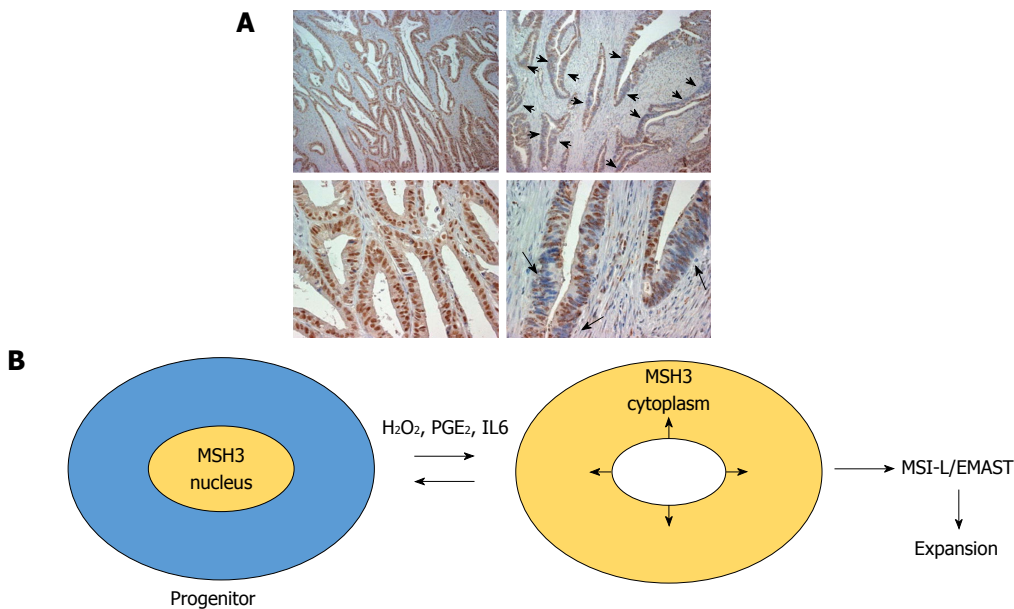 A
B
MSH3
nucleus
Progenitor
H₂O₂, PGE₂, IL6
MSH3
cytoplasm
MSI-L/EMAST
Expansion